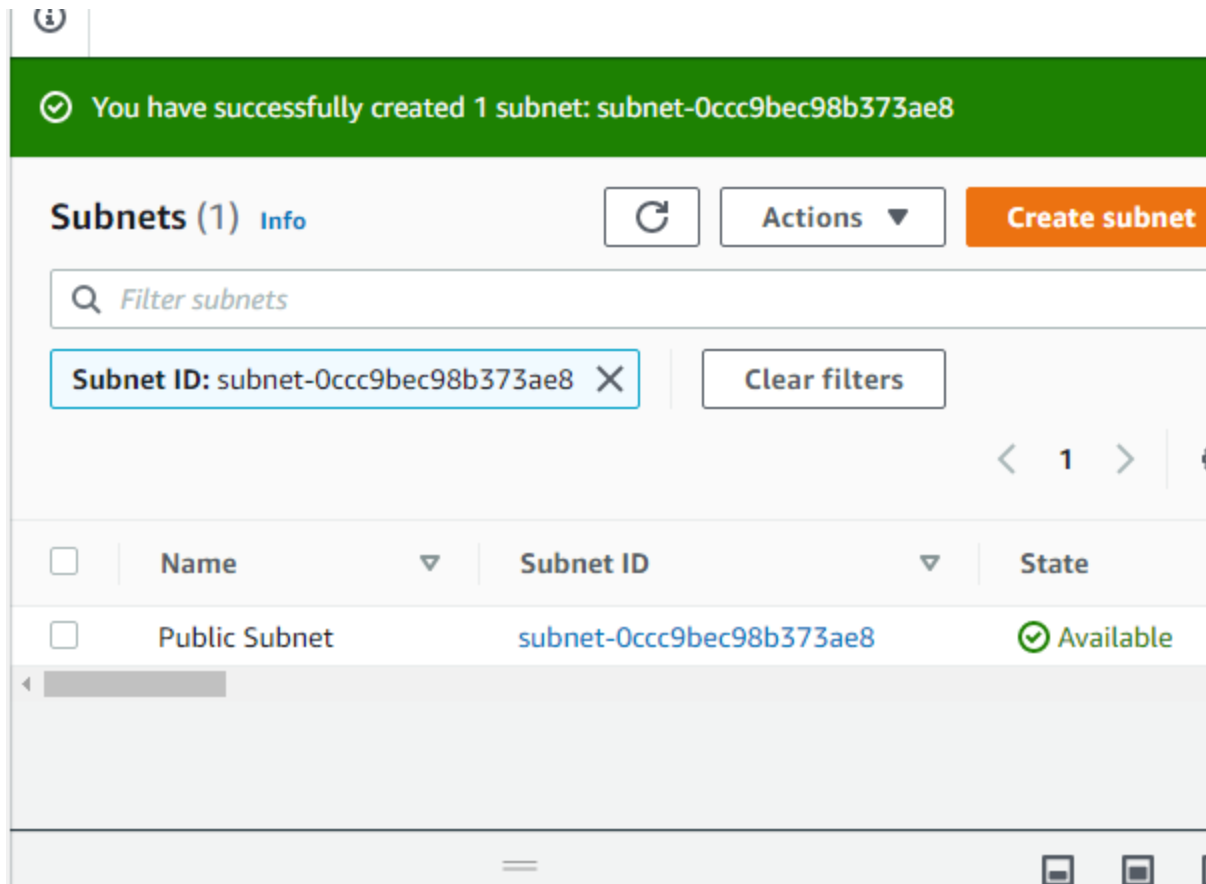 You have successfully created 1 subnet: subnet-0ccc9bec98b373ae8
Subnets (1) Info
Actions
Create subnet
Filter subnets
Subnet ID: subnet-0ccc9bec98b373ae8
Clear filters
1
Name Subnet ID State
Public Subnet subnet-0ccc9bec98b373ae8 Available